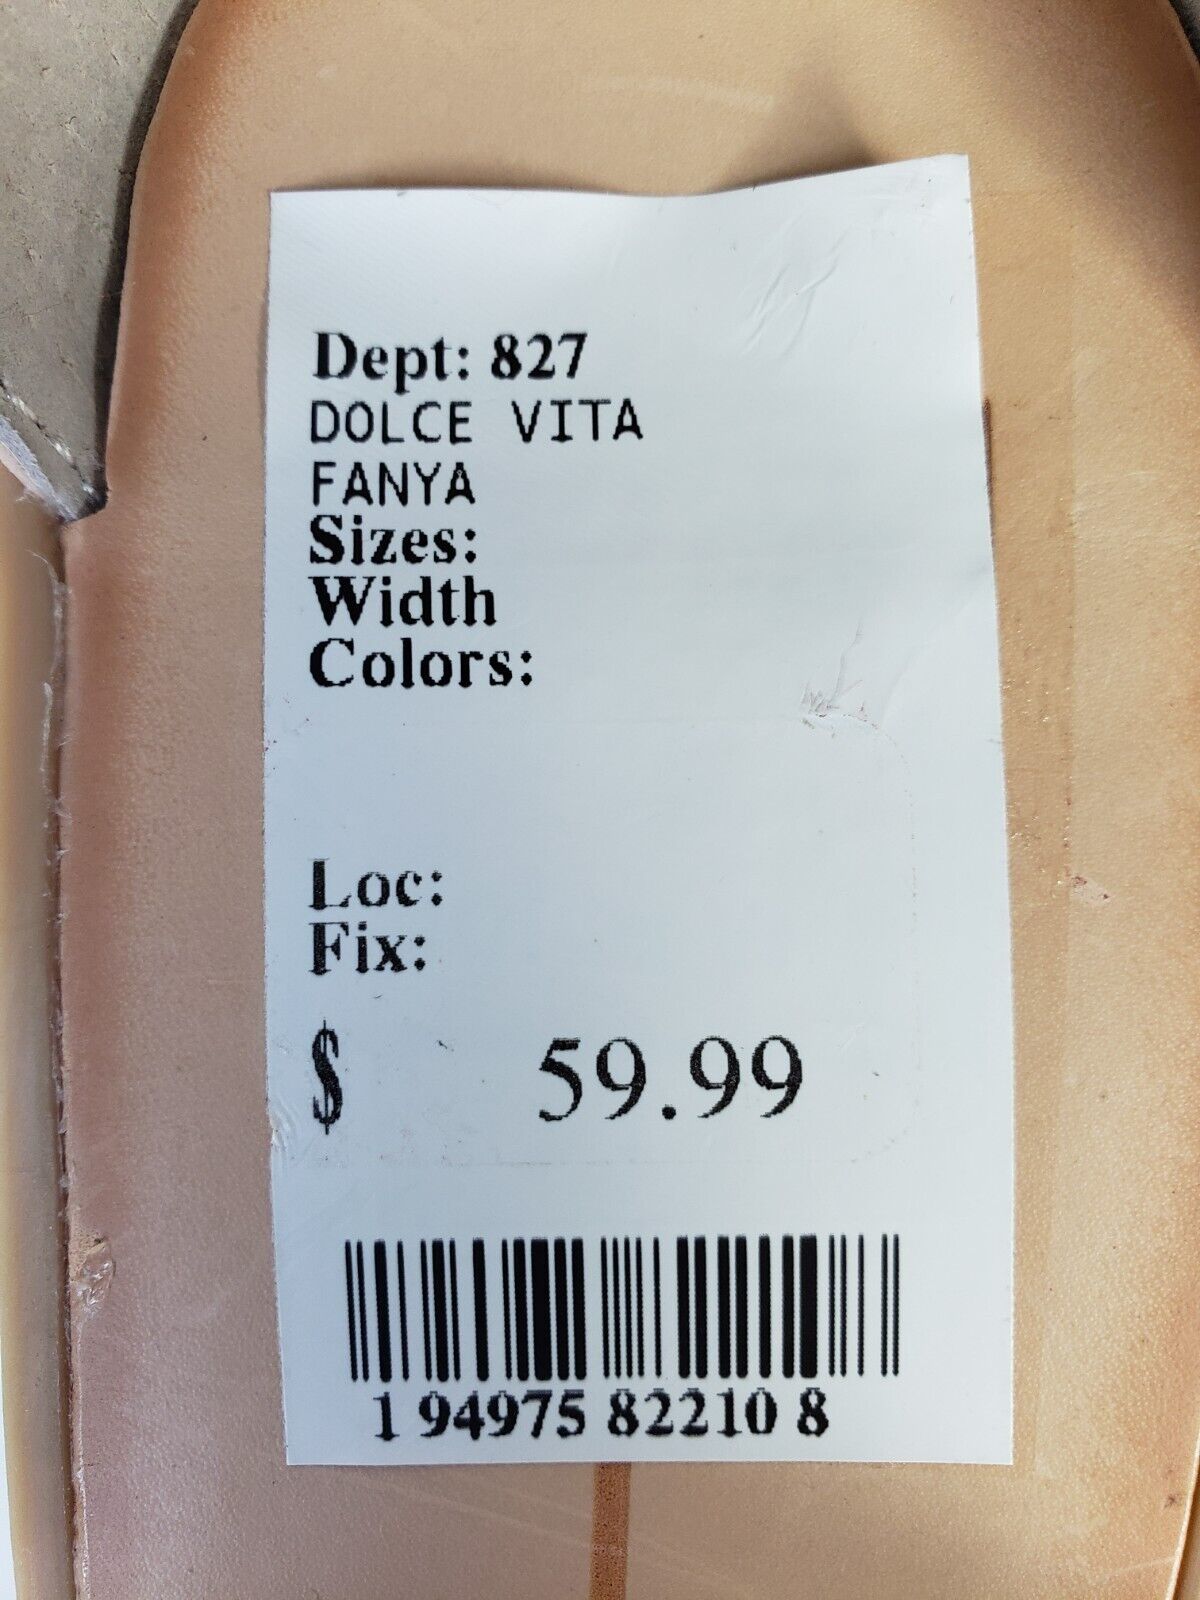 Dept: 827
DOLCE VITA
FANYA
Sizes:
Width
Colors:
Loc:
Fix:
$ 59.99
1 94975 82210 8